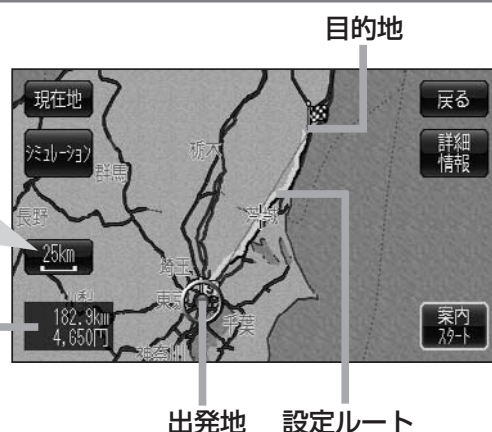 目的地
現在地
戻る
シミュレーション
詳細
情報
栃木
群馬
長野
茨城
25km
埼玉
東京
182.9km
4,650円
千葉
神奈川
案内
スタート
出発地
設定ルート